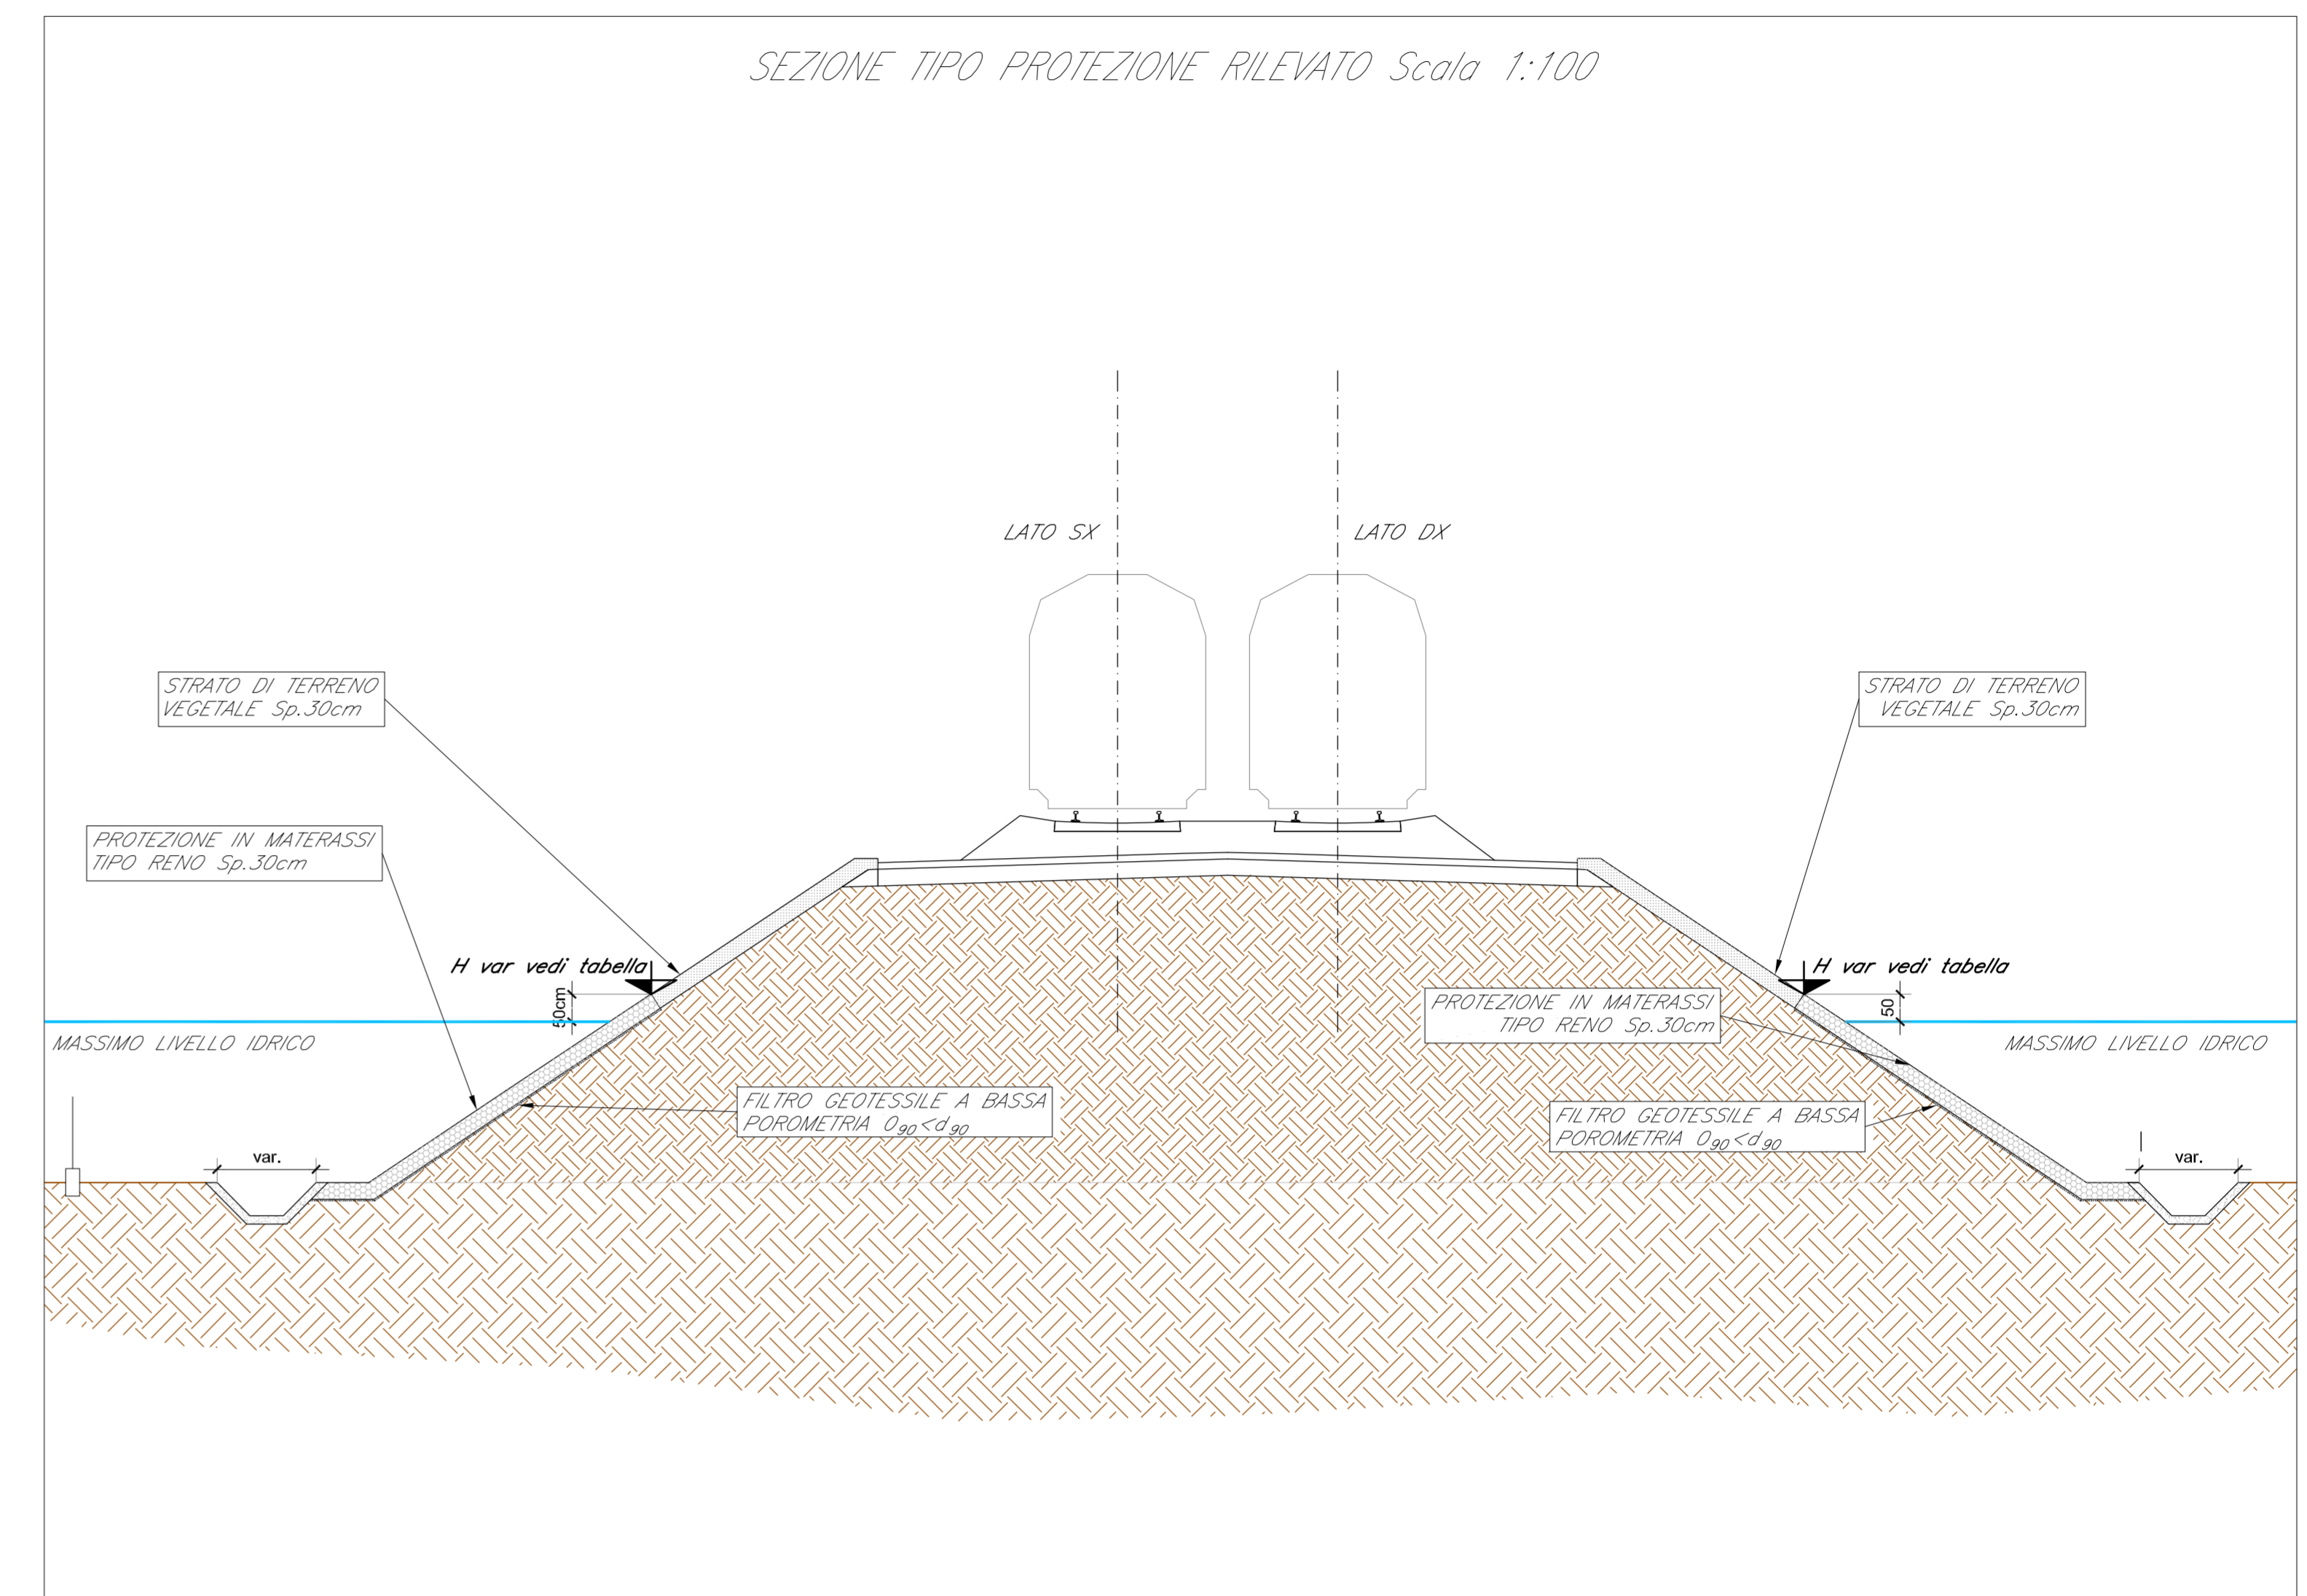 SEZIONE TIPO PROTEZIONE RILEVATO Scala 1:100
LATO SX
LATO DX
STRATO DI TERRENO
VEGETALE Sp.30cm
STRATO DI TERRENO
VEGETALE Sp.30cm
PROTEZIONE IN MATERASSI
TIPO RENO Sp.30cm
H var vedi tabella
H var vedi tabella
50cm
PROTEZIONE IN MATERASSI
TIPO RENO Sp.30cm
50
MASSIMO LIVELLO IDRICO
MASSIMO LIVELLO IDRICO
FILTRO GEOTESSILE A BASSA
POROMETRIA O90<d90
FILTRO GEOTESSILE A BASSA
POROMETRIA O90<d90
var.
var.